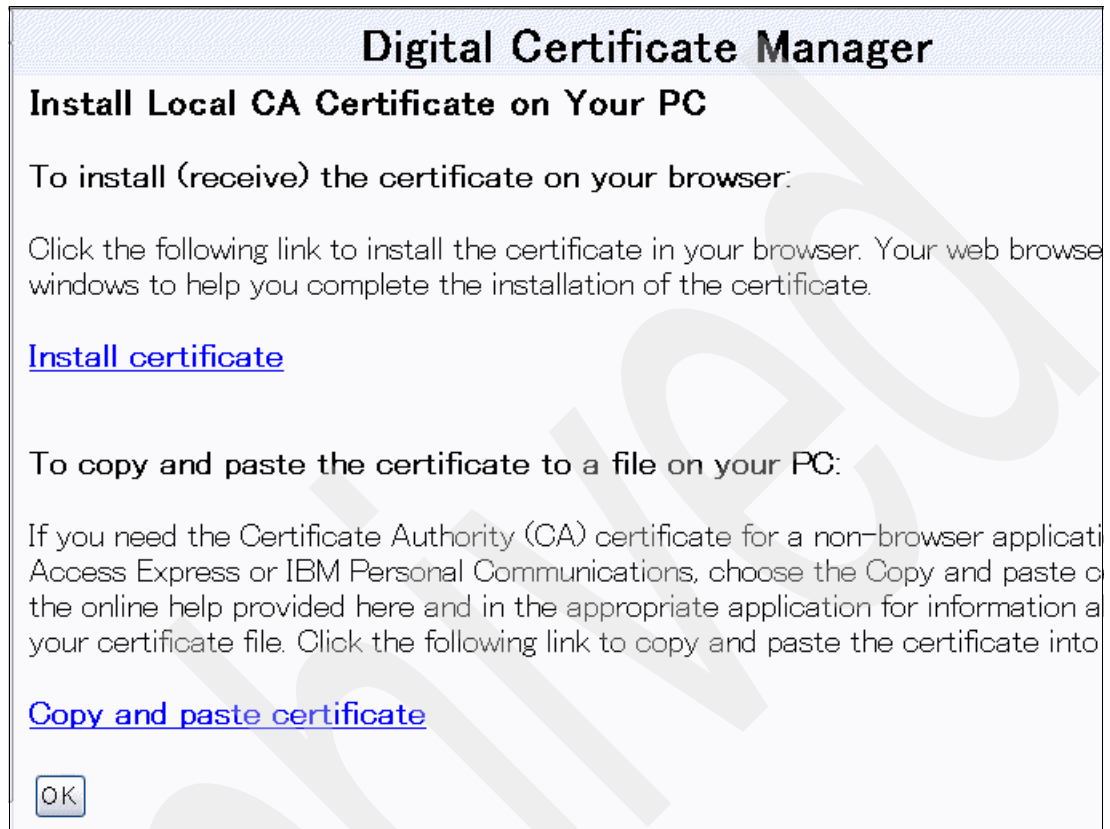 Digital Certificate Manager
Install Local CA Certificate on Your PC
To install (receive) the certificate on your browser:
Click the following link to install the certificate in your browser. Your web browse
windows to help you complete the installation of the certificate.
Install certificate
To copy and paste the certificate to a file on your PC:
If you need the Certificate Authority (CA) certificate for a non-browser applicati
Access Express or IBM Personal Communications, choose the Copy and paste c
the online help provided here and in the appropriate application for information a
your certificate file. Click the following link to copy and paste the certificate into
Copy and paste certificate
OK